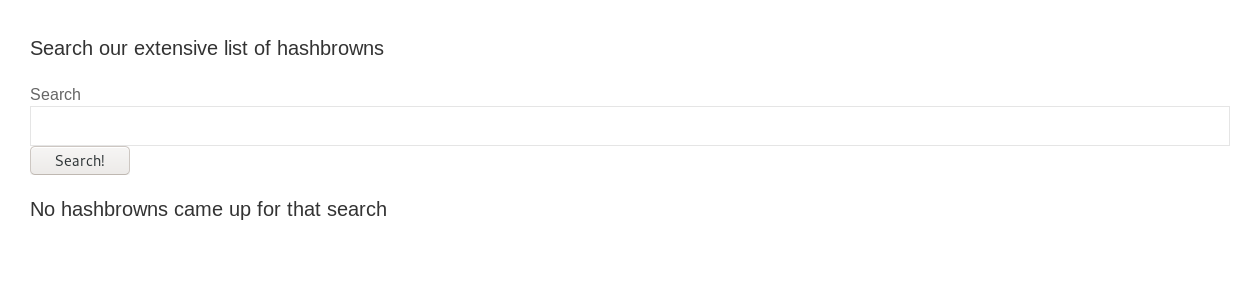 Search our extensive list of hashbrowns
Search
Search!
No hashbrowns came up for that search